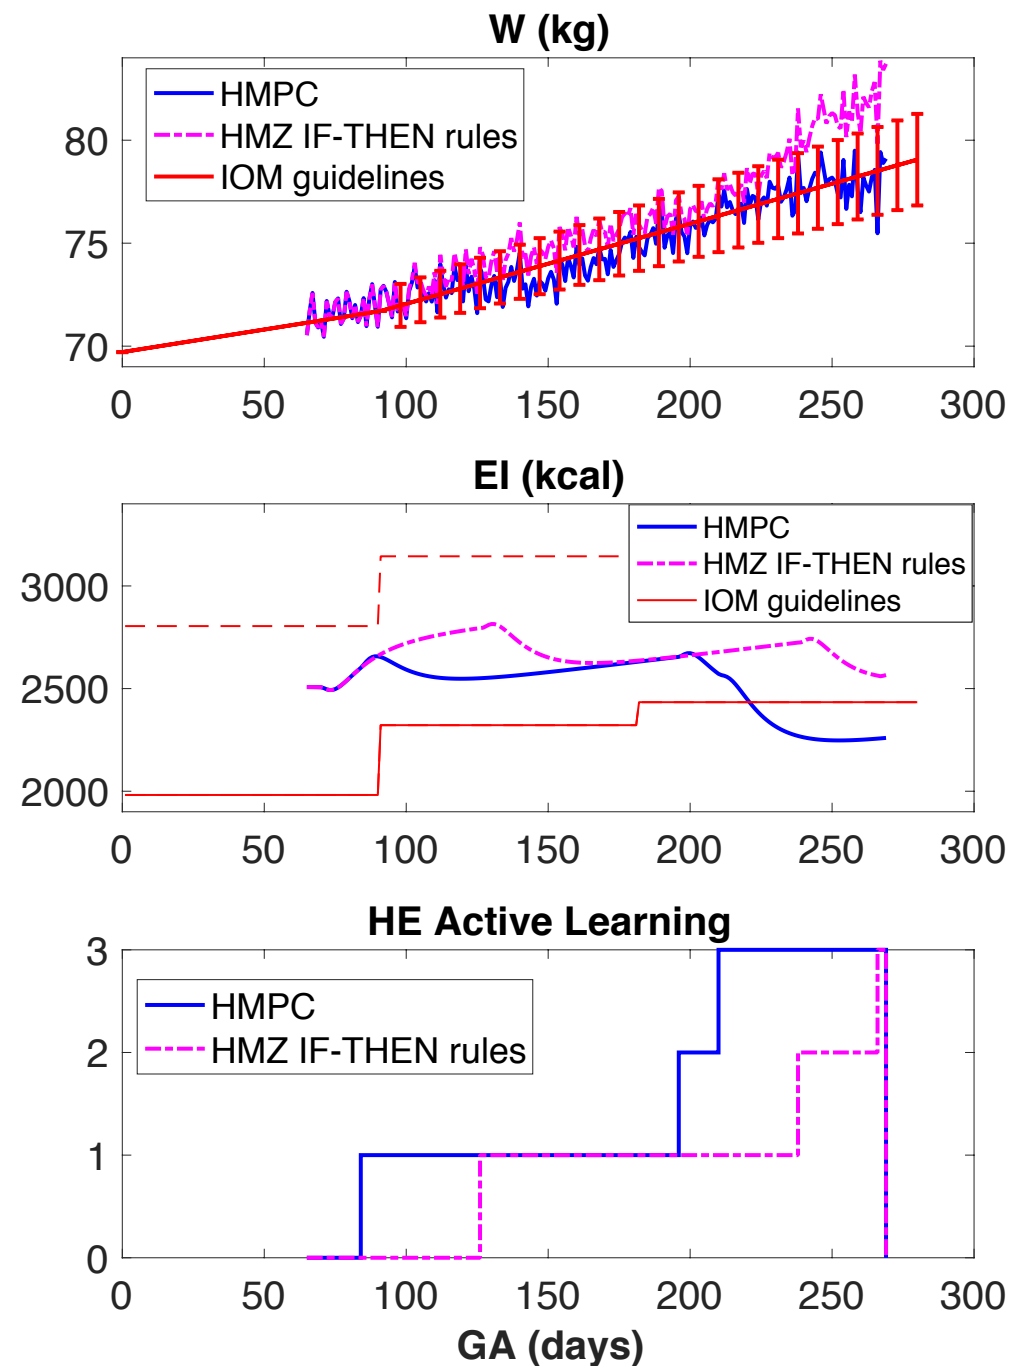 W (kg)
HMPC
HMZ IF-THEN rules
IOM guidelines
80
75
70
0 50 100 150 200 250 300
EI (kcal)
HMPC
HMZ IF-THEN rules
IOM guidelines
3000
2500
2000
0 50 100 150 200 250 300
HE Active Learning
3
HMPC
HMZ IF-THEN rules
2
1
0
0 50 100 150 200 250 300
GA (days)